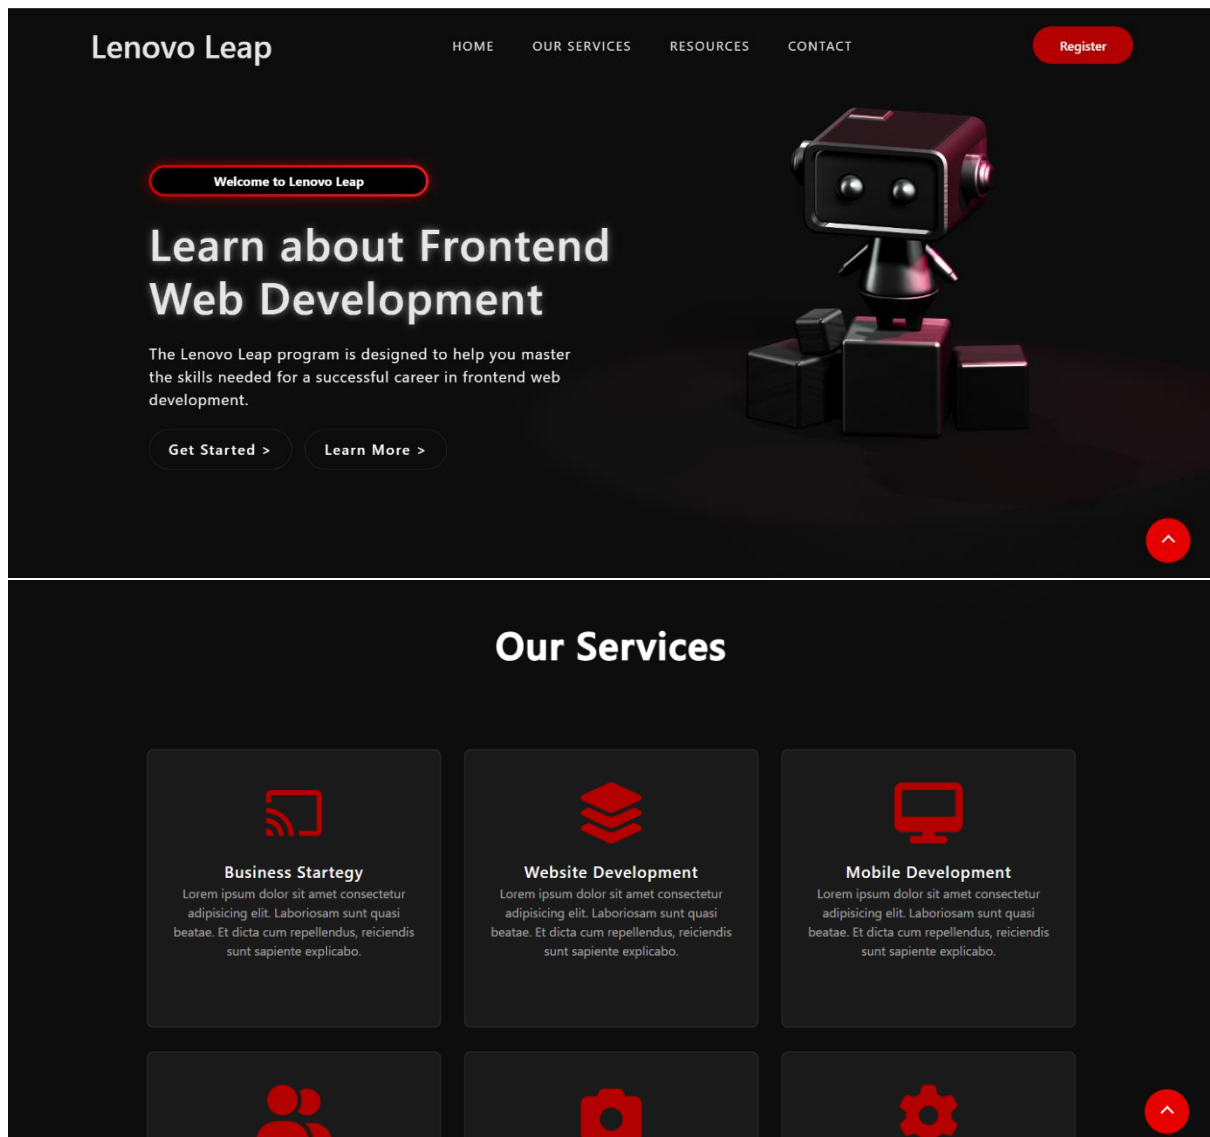 Lenovo Leap
HOME OUR SERVICES RESOURCES CONTACT
Register
Welcome to Lenovo Leap
Learn about Frontend
Web Development
The Lenovo Leap program is designed to help you master
the skills needed for a successful career in frontend web
development.
Get Started > Learn More >
Our Services
Business Startegy
Lorem ipsum dolor sit amet consectetur
adipisicing elit. Laboriosam sunt quasi
beatae. Et dicta cum repellendus, reiciendis
sunt sapiente explicabo.
Website Development
Lorem ipsum dolor sit amet consectetur
adipisicing elit. Laboriosam sunt quasi
beatae. Et dicta cum repellendus, reiciendis
sunt sapiente explicabo.
Mobile Development
Lorem ipsum dolor sit amet consectetur
adipisicing elit. Laboriosam sunt quasi
beatae. Et dicta cum repellendus, reiciendis
sunt sapiente explicabo.